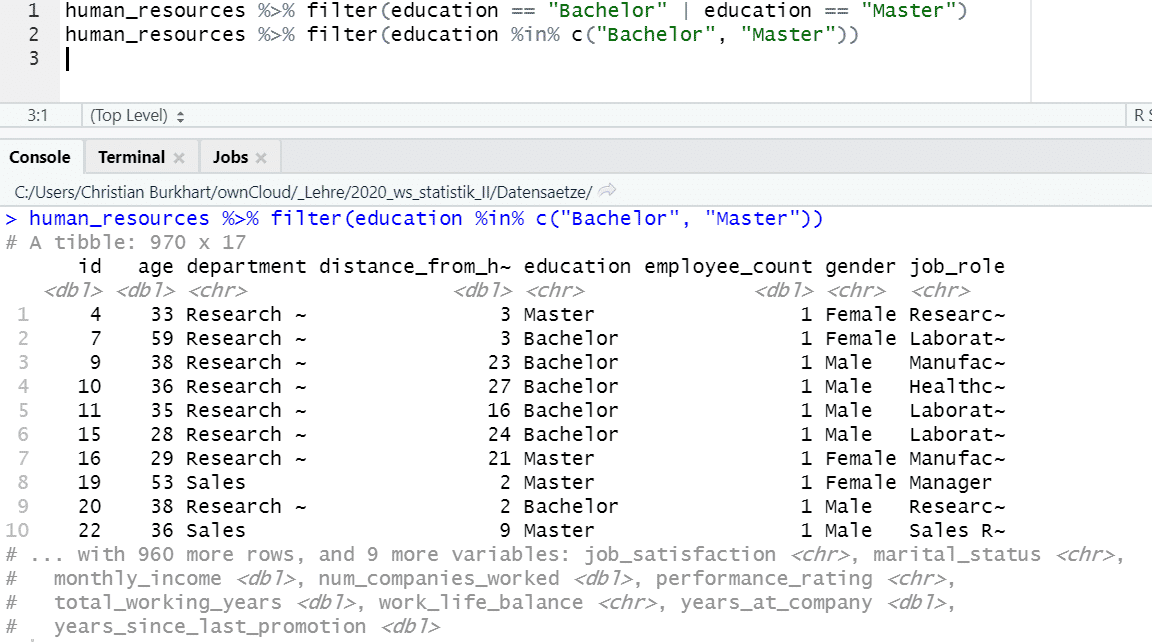 1 human_resources %>% filter(education == "Bachelor" | education == "Master")
2 human_resources %>% filter(education %in% c("Bachelor", "Master"))
3
3:1 (Top Level) R S
Console Terminal Jobs
C:/Users/Christian Burkhart/ownCloud/_Lehre/2020_ws_statistik_II/Datensaetze/
> human_resources %>% filter(education %in% c("Bachelor", "Master"))
# A tibble: 970 x 17
id age department distance_from_h~ education employee_count gender job_role
<dbl> <dbl> <chr> <dbl> <chr> <dbl> <chr> <chr>
1 4 33 Research ~ 3 Master 1 Female Researc~
2 7 59 Research ~ 3 Bachelor 1 Female Laborat~
3 9 38 Research ~ 23 Bachelor 1 Male Manufac~
4 10 36 Research ~ 27 Bachelor 1 Male Healthc~
5 11 35 Research ~ 16 Bachelor 1 Male Laborat~
6 15 28 Research ~ 24 Bachelor 1 Male Laborat~
7 16 29 Research ~ 21 Master 1 Female Manufac~
8 19 53 Sales 2 Master 1 Female Manager
9 20 38 Research ~ 2 Bachelor 1 Male Researc~
10 22 36 Sales 9 Master 1 Male Sales R~
# ... with 960 more rows, and 9 more variables: job_satisfaction <chr>, marital_status <chr>,
# monthly_income <dbl>, num_companies_worked <dbl>, performance_rating <chr>,
# total_working_years <dbl>, work_life_balance <chr>, years_at_company <dbl>,
# years_since_last_promotion <dbl>